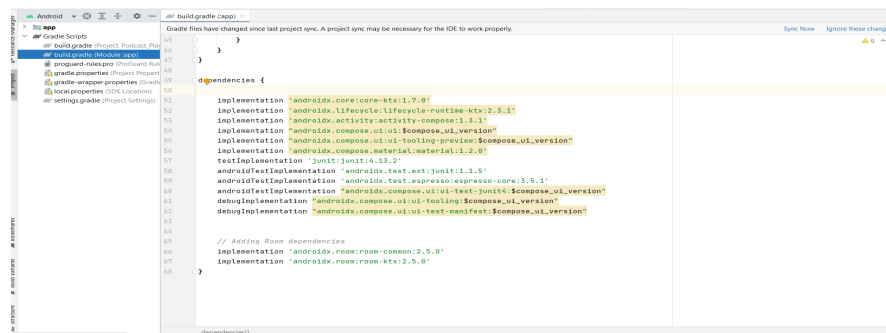 Android
build.gradle (:app)
Resource Manager
app
Gradle files have changed since last project sync. A project sync may be necessary for the IDE to work properly.
Sync Now
Ignore these chang
Gradle Scripts
build.gradle (Project: Podcast_Play
build.gradle (Module :app)
proguard-rules.pro (ProGuard Rul
gradle.properties (Project Propert
gradle-wrapper.properties (Gradl
local.properties (SDK Location)
settings.gradle (Project Settings)
Project
Bookmarks
Build Variants
Structure
9
45 }
46 }
47 }
48
49 dependencies {
50
51 implementation 'androidx.core:core-ktx:1.7.0'
52 implementation 'androidx.lifecycle:lifecycle-runtime-ktx:2.3.1'
53 implementation 'androidx.activity:activity-compose:1.3.1'
54 implementation "androidx.compose.ui:ui:$compose_ui_version"
55 implementation "androidx.compose.ui:ui-tooling-preview:$compose_ui_version"
56 implementation 'androidx.compose.material:material:1.2.0'
57 testImplementation 'junit:junit:4.13.2'
58 androidTestImplementation 'androidx.test.ext:junit:1.1.5'
59 androidTestImplementation 'androidx.test.espresso:espresso-core:3.5.1'
60 androidTestImplementation "androidx.compose.ui:ui-test-junit4:$compose_ui_version"
61 debugImplementation "androidx.compose.ui:ui-tooling:$compose_ui_version"
62 debugImplementation "androidx.compose.ui:ui-test-manifest:$compose_ui_version"
63
64
65 // Adding Room dependencies
66 implementation 'androidx.room:room-common:2.5.0'
67 implementation 'androidx.room:room-ktx:2.5.0'
68 }
dependencies{}